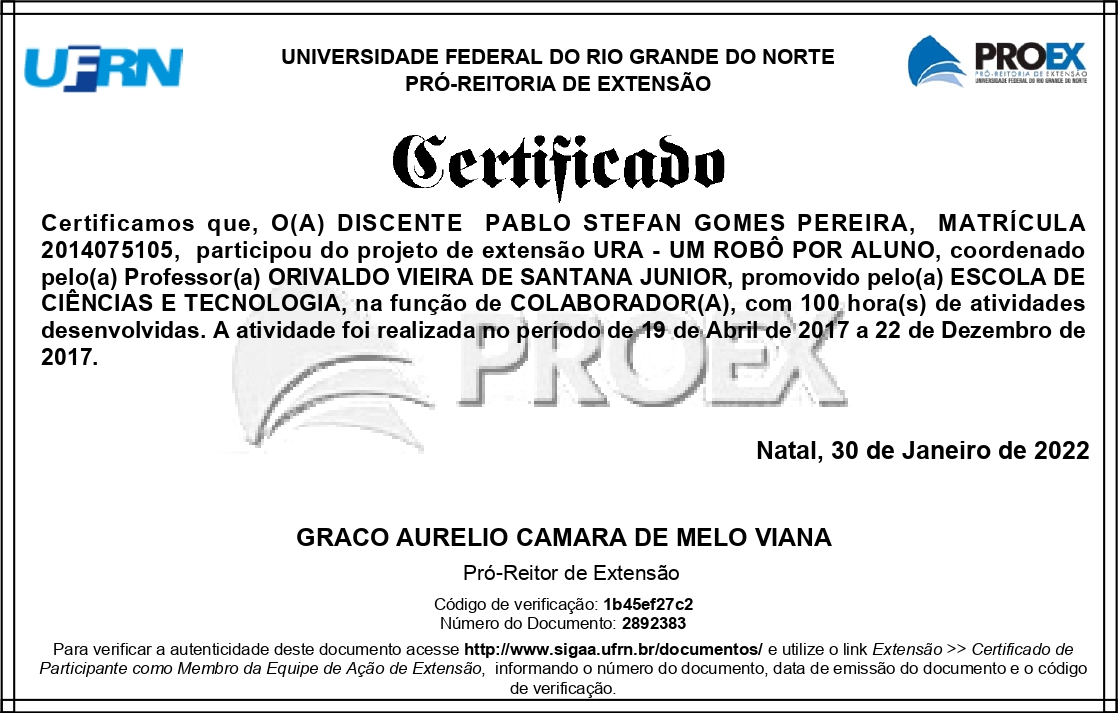 UFRN
UNIVERSIDADE FEDERAL DO RIO GRANDE DO NORTE
PRÓ-REITORIA DE EXTENSÃO
PROEX
PRÓ-REITORIA DE EXTENSÃO
UNIVERSIDADE FEDERAL DO RIO GRANDE DO NORTE
Certificado
Certificamos que, O(A) DISCENTE PABLO STEFAN GOMES PEREIRA, MATRÍCULA
2014075105, participou do projeto de extensão URA - UM ROBÔ POR ALUNO, coordenado
pelo(a) Professor(a) ORIVALDO VIEIRA DE SANTANA JUNIOR, promovido pelo(a) ESCOLA DE
CIÊNCIAS E TECNOLOGIA, na função de COLABORADOR(A), com 100 hora(s) de atividades
desenvolvidas. A atividade foi realizada no período de 19 de Abril de 2017 a 22 de Dezembro de
2017.
PROEX
Natal, 30 de Janeiro de 2022
GRACO AURELIO CAMARA DE MELO VIANA
Pró-Reitor de Extensão
Código de verificação: 1b45ef27c2
Número do Documento: 2892383
Para verificar a autenticidade deste documento acesse http://www.sigaa.ufrn.br/documentos/ e utilize o link Extensão >> Certificado de
Participante como Membro da Equipe de Ação de Extensão, informando o número do documento, data de emissão do documento e o código
de verificação.